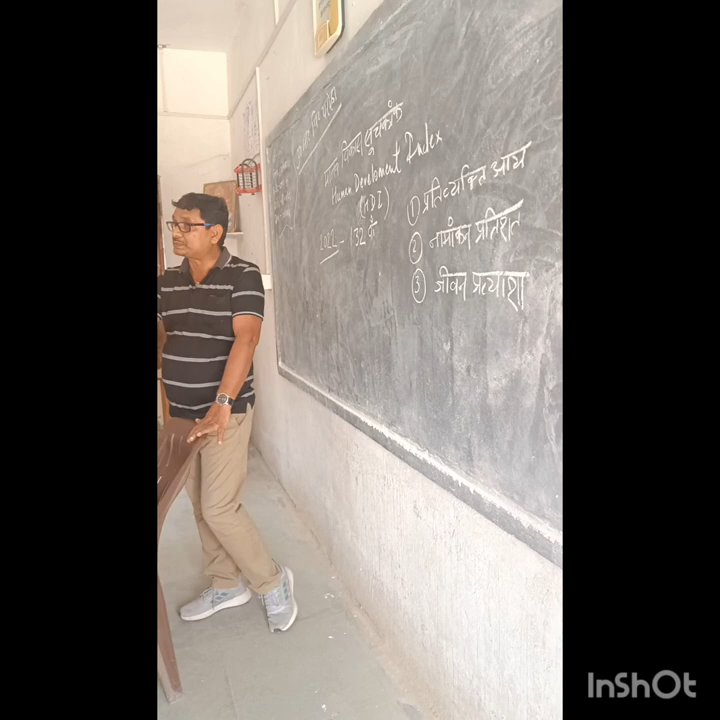 मानव विकास सूचकांक
Human Development Index
(HDI)
2022 - 132 वाँ
① प्रतिव्यक्ति आय
② नामांकन प्रतिशत
③ जीवन प्रत्याशा
InShOt